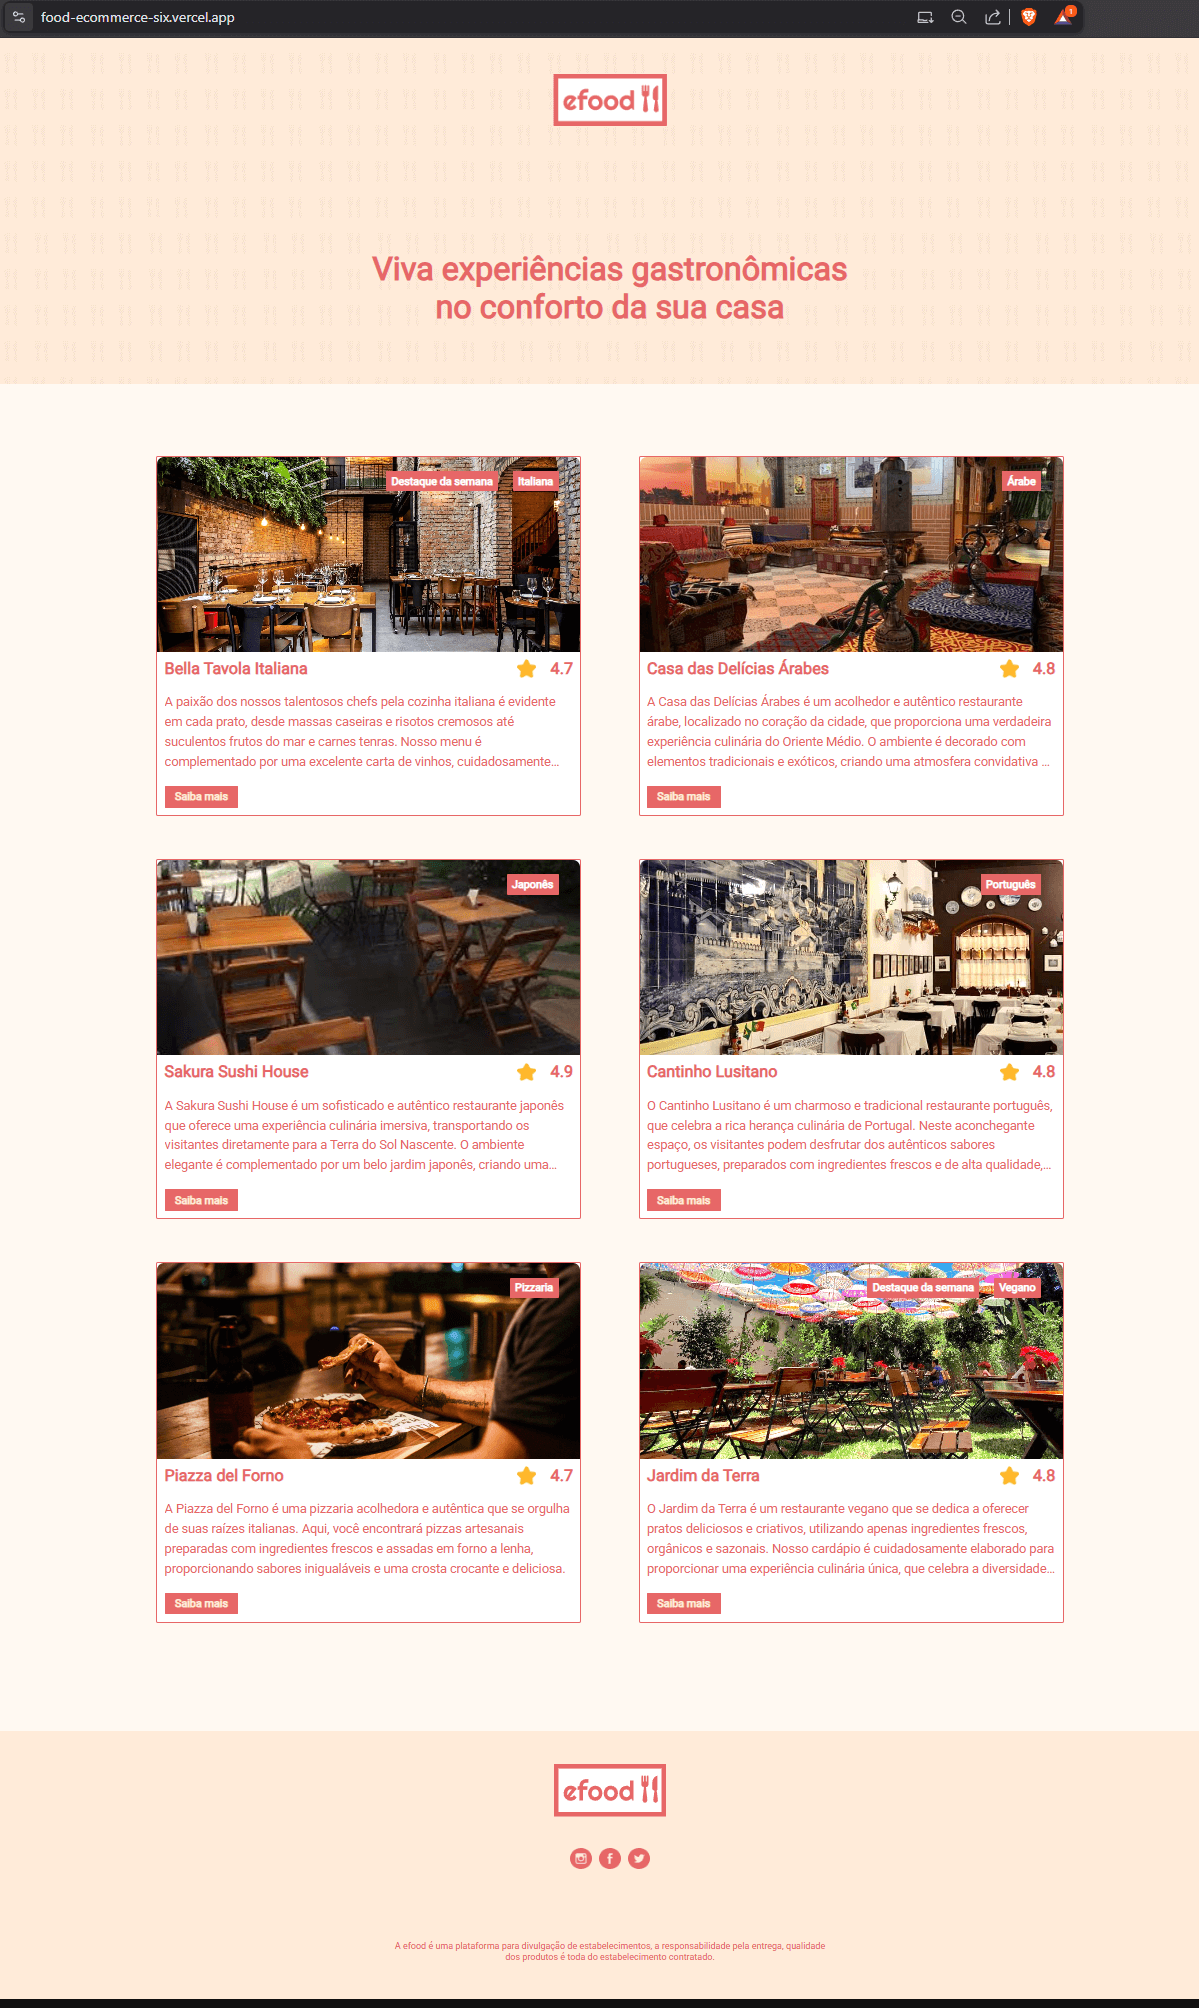 food-ecommerce-six.vercel.app
1
efood
Viva experiências gastronômicas
no conforto da sua casa
Destaque da semana
Italiana
Bella Tavola Italiana
4.7
A paixão dos nossos talentosos chefs pela cozinha italiana é evidente
em cada prato, desde massas caseiras e risotos cremosos até
suculentos frutos do mar e carnes tenras. Nosso menu é
complementado por uma excelente carta de vinhos, cuidadosamente...
Saiba mais
Árabe
Casa das Delícias Árabes
4.8
A Casa das Delícias Árabes é um acolhedor e autêntico restaurante
árabe, localizado no coração da cidade, que proporciona uma verdadeira
experiência culinária do Oriente Médio. O ambiente é decorado com
elementos tradicionais e exóticos, criando uma atmosfera convidativa ...
Saiba mais
Japonês
Sakura Sushi House
4.9
A Sakura Sushi House é um sofisticado e autêntico restaurante japonês
que oferece uma experiência culinária imersiva, transportando os
visitantes diretamente para a Terra do Sol Nascente. O ambiente
elegante é complementado por um belo jardim japonês, criando uma...
Saiba mais
Português
Cantinho Lusitano
4.8
O Cantinho Lusitano é um charmoso e tradicional restaurante português,
que celebra a rica herança culinária de Portugal. Neste aconchegante
espaço, os visitantes podem desfrutar dos autênticos sabores
portugueses, preparados com ingredientes frescos e de alta qualidade,...
Saiba mais
Pizzaria
Piazza del Forno
4.7
A Piazza del Forno é uma pizzaria acolhedora e autêntica que se orgulha
de suas raízes italianas. Aqui, você encontrará pizzas artesanais
preparadas com ingredientes frescos e assadas em forno a lenha,
proporcionando sabores inigualáveis e uma crosta crocante e deliciosa.
Saiba mais
Destaque da semana
Vegano
Jardim da Terra
4.8
O Jardim da Terra é um restaurante vegano que se dedica a oferecer
pratos deliciosos e criativos, utilizando apenas ingredientes frescos,
orgânicos e sazonais. Nosso cardápio é cuidadosamente elaborado para
proporcionar uma experiência culinária única, que celebra a diversidade...
Saiba mais
efood
A efood é uma plataforma para divulgação de estabelecimentos, a responsabilidade pela entrega, qualidade
dos produtos é toda do estabelecimento contratado.